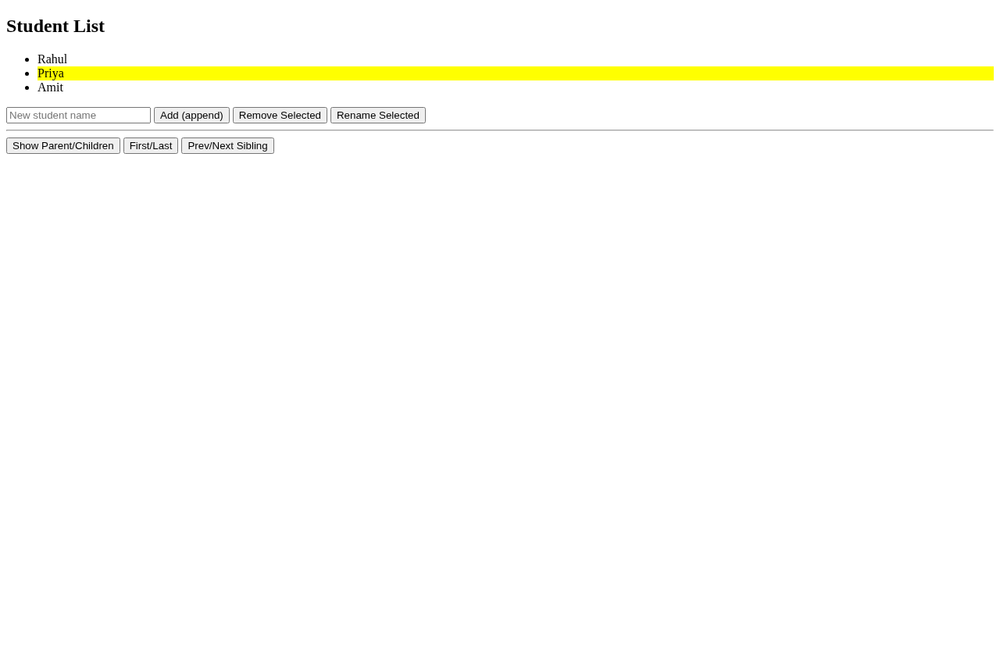 Student List
Rahul
Priya
Amit
New student name Add (append) Remove Selected Rename Selected
Show Parent/Children First/Last Prev/Next Sibling